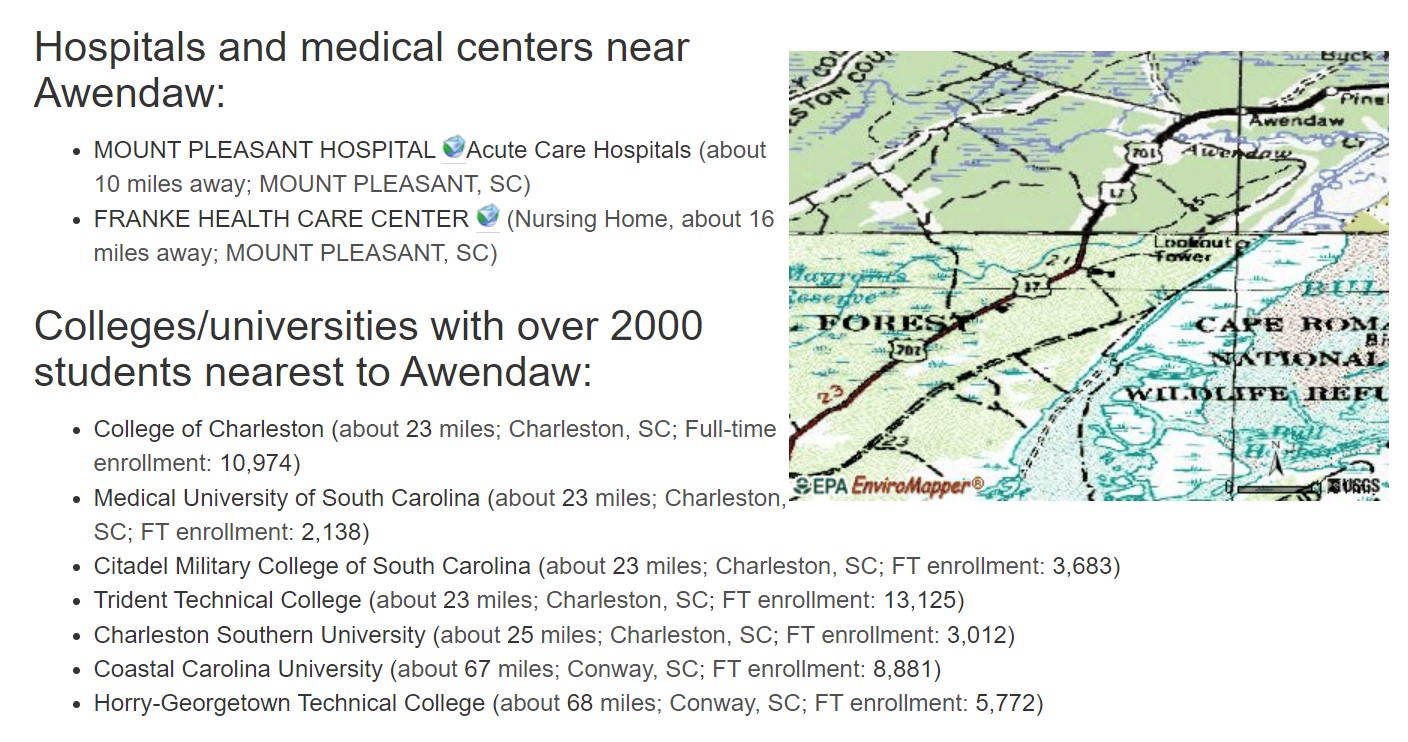 Hospitals and medical centers near
Awendaw:
MOUNT PLEASANT HOSPITAL Acute Care Hospitals (about
10 miles away; MOUNT PLEASANT, SC)
FRANKE HEALTH CARE CENTER (Nursing Home, about 16
miles away; MOUNT PLEASANT, SC)
Colleges/universities with over 2000
students nearest to Awendaw:
College of Charleston (about 23 miles; Charleston, SC; Full-time
enrollment: 10,974)
Medical University of South Carolina (about 23 miles; Charleston,
SC; FT enrollment: 2,138)
Citadel Military College of South Carolina (about 23 miles; Charleston, SC; FT enrollment: 3,683)
Trident Technical College (about 23 miles; Charleston, SC; FT enrollment: 13,125)
Charleston Southern University (about 25 miles; Charleston, SC; FT enrollment: 3,012)
Coastal Carolina University (about 67 miles; Conway, SC; FT enrollment: 8,881)
Horry-Georgetown Technical College (about 68 miles; Conway, SC; FT enrollment: 5,772)
Awendaw
701
Awendaw Cr
17
Lookout
Tower
21
17
FOREST
701
CAPE ROMA
NATIONAL
WILDLIFE REFU
23
23
N
0 1
EPA EnviroMapper®
USGS